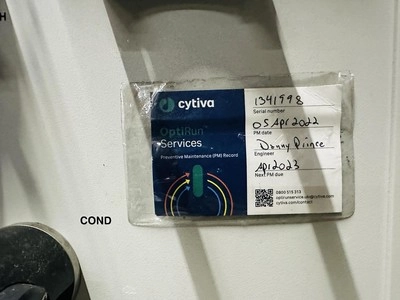 H
cytiva
1341998
Serial number
OptiRun™
Services
05 Apr 2022
PM date
Danny Prince
Engineer
Preventive Maintenance (PM) Record
Apr 2023
Next PM due
0800 515 313
cytiva.com/contact
COND